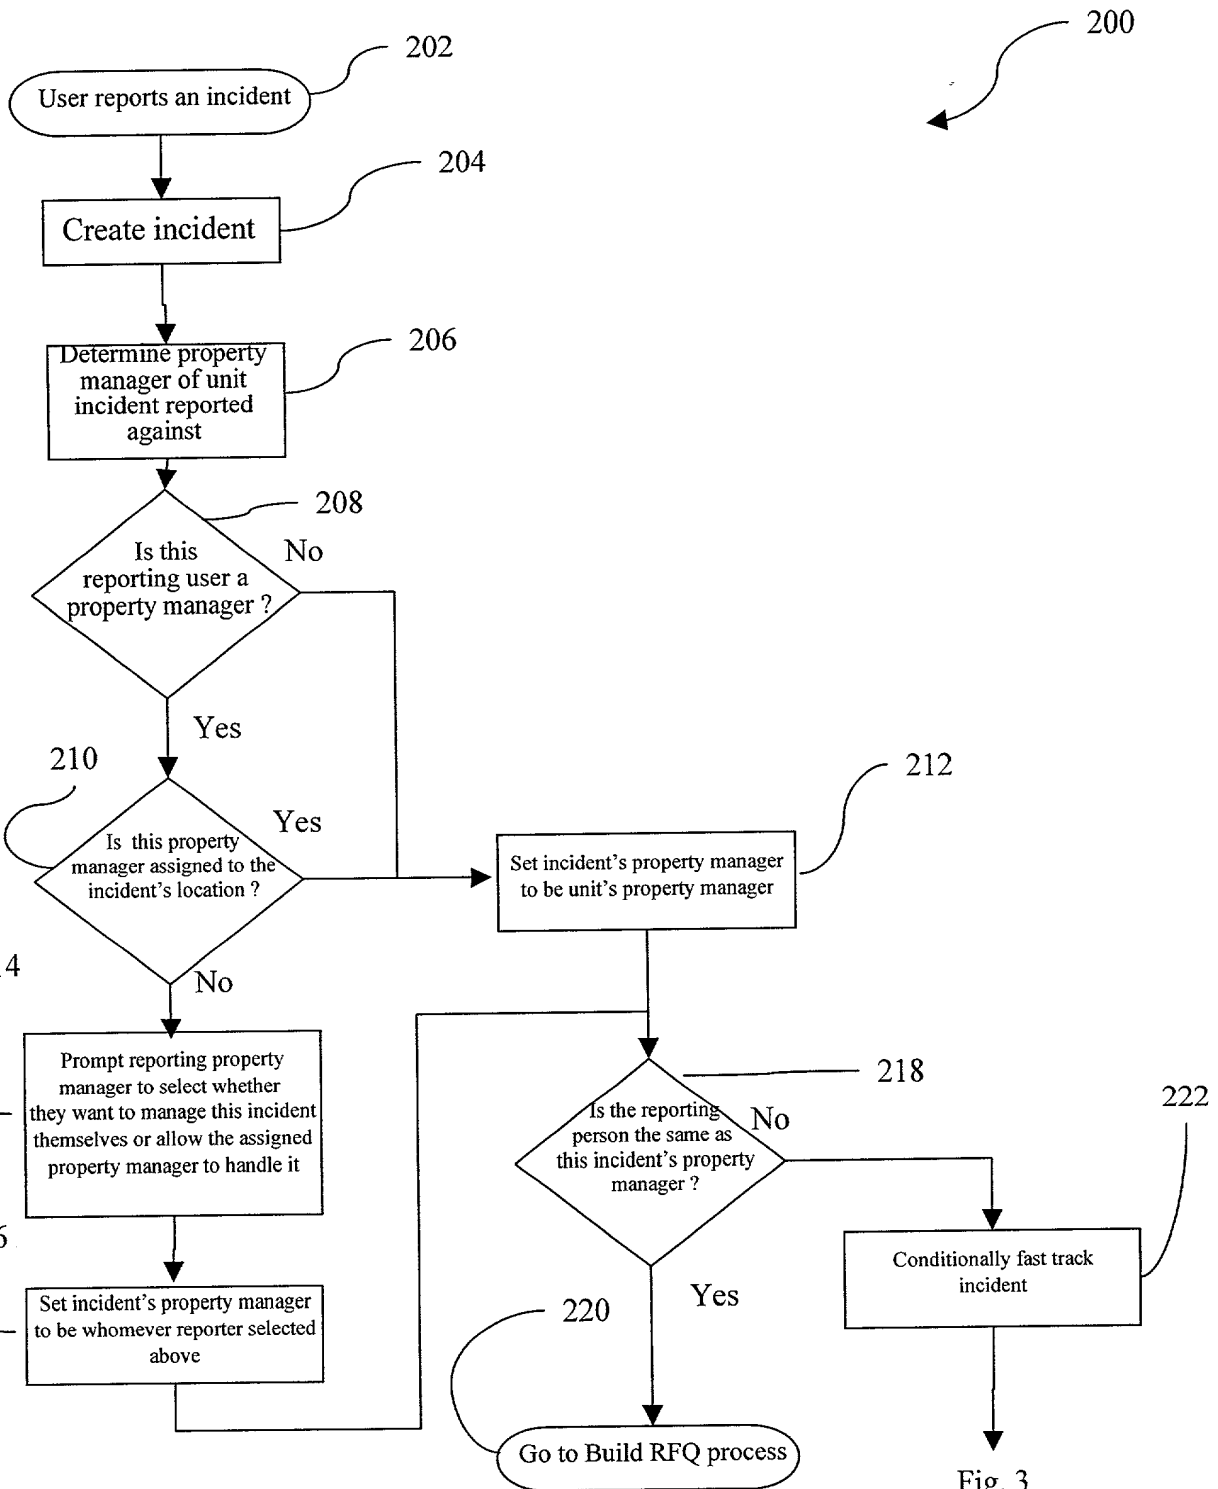 200
202
User reports an incident
204
Create incident
206
Determine property
manager of unit
incident reported
against
208
Is this
reporting user a
property manager ?
No
Yes
210
Is this property
manager assigned to the
incident's location ?
Yes
No
212
Set incident's property manager
to be unit's property manager
4
Prompt reporting property
manager to select whether
they want to manage this incident
themselves or allow the assigned
property manager to handle it
6
Set incident's property manager
to be whomever reporter selected
above
218
Is the reporting
person the same as
this incident's property
manager ?
No
Yes
222
Conditionally fast track
incident
220
Go to Build RFQ process
Fig. 3